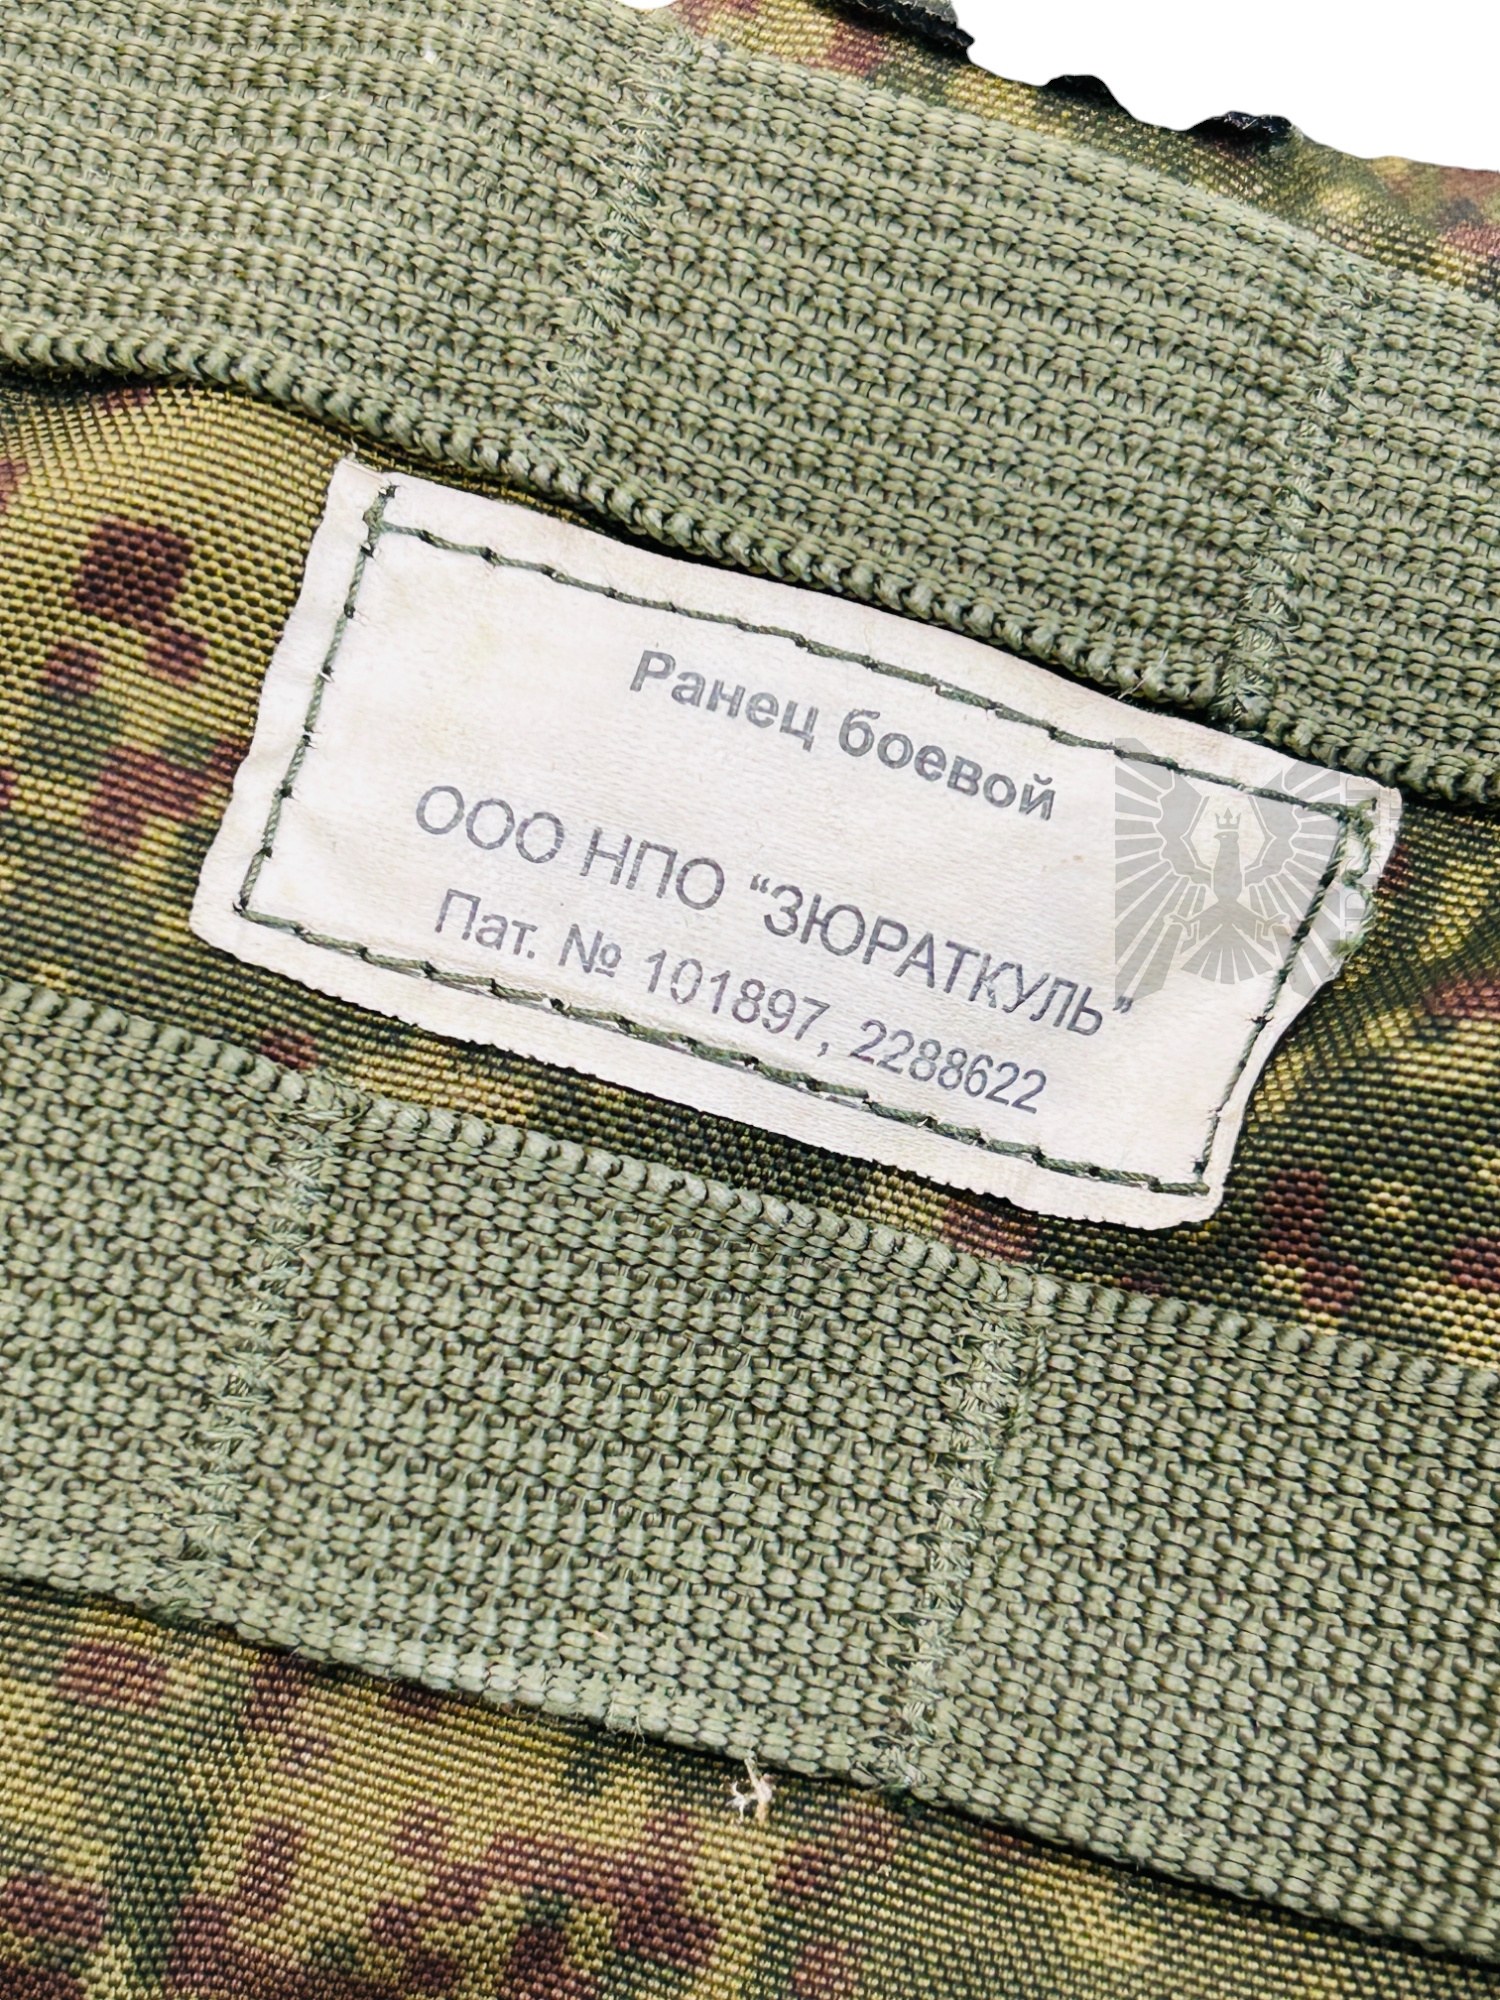 Ранец боевой
ООО НПО “ЗЮРАТКУЛЬ”
Пат. № 101897, 2288622